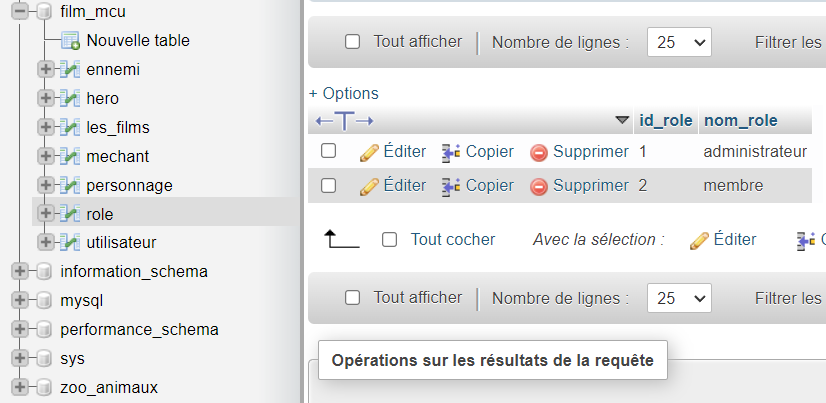 film_mcu
Nouvelle table
ennemi
hero
les_films
mechant
personnage
role
utilisateur
information_schema
mysql
performance_schema
sys
zoo_animaux
Tout afficher Nombre de lignes : 25 Filtrer les
+ Options
id_role nom_role
Éditer Copier Supprimer 1 administrateur
Éditer Copier Supprimer 2 membre
Tout cocher Avec la sélection : Éditer
Tout afficher Nombre de lignes : 25 Filtrer les
Opérations sur les résultats de la requête